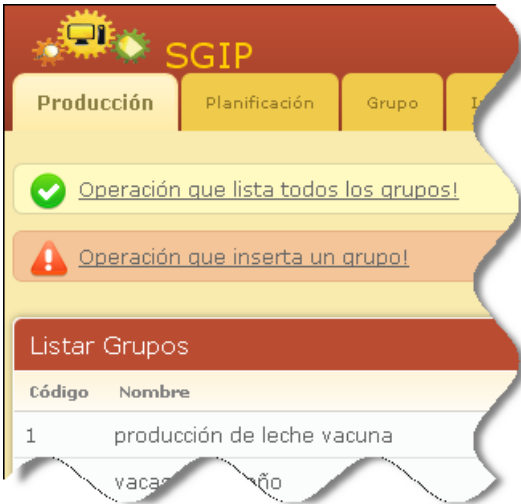 SGIP
Producción Planificación Grupo
Operación que lista todos los grupos!
Operación que inserta un grupo!
Listar Grupos
Código Nombre
1 producción de leche vacuna